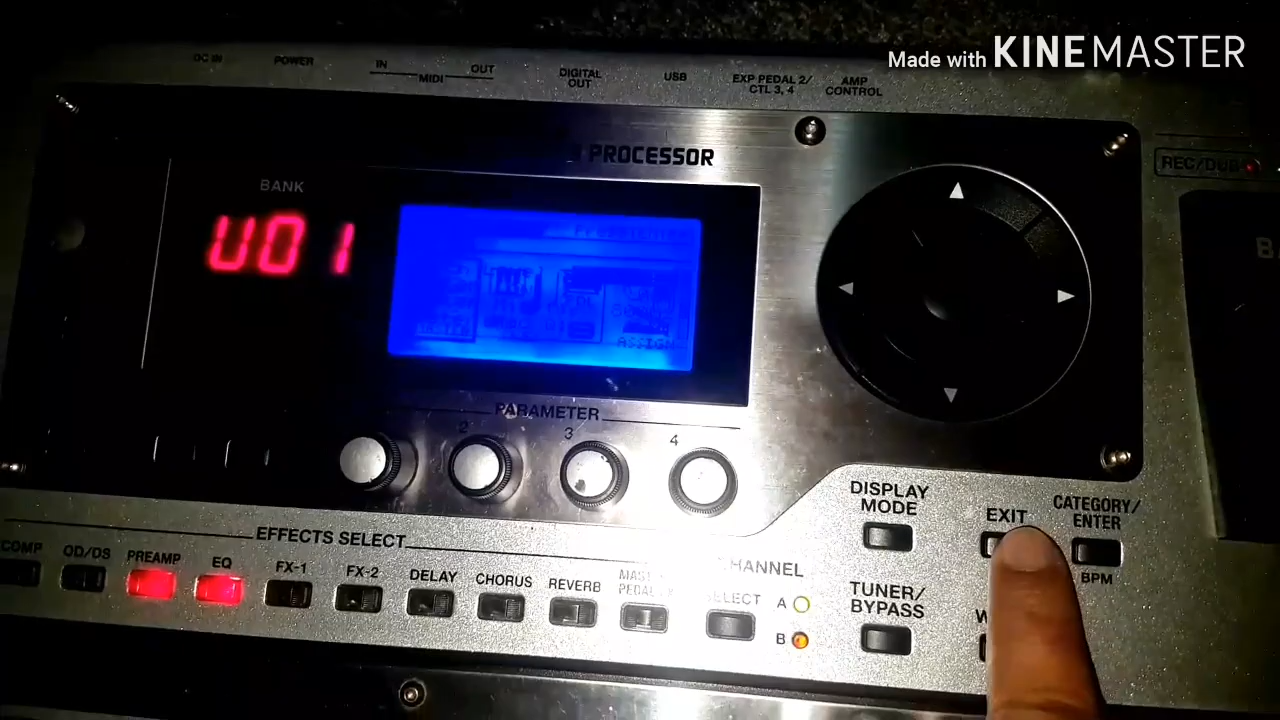 Made with KINEMASTER
DC IN
POWER
IN
OUT
MIDI
DIGITAL
OUT
USB
EXP PEDAL 2/
CTL 3, 4
AMP
CONTROL
PROCESSOR
REC/DUB
BANK
U01
ASSIGN
PARAMETER
2
3
4
DISPLAY
MODE
EXIT
CATEGORY/
ENTER
BPM
EFFECTS SELECT
COMP
OD/DS
PREAMP
EQ
FX-1
FX-2
DELAY
CHORUS
REVERB
CHANNEL
SELECT
A
B
TUNER/
BYPASS